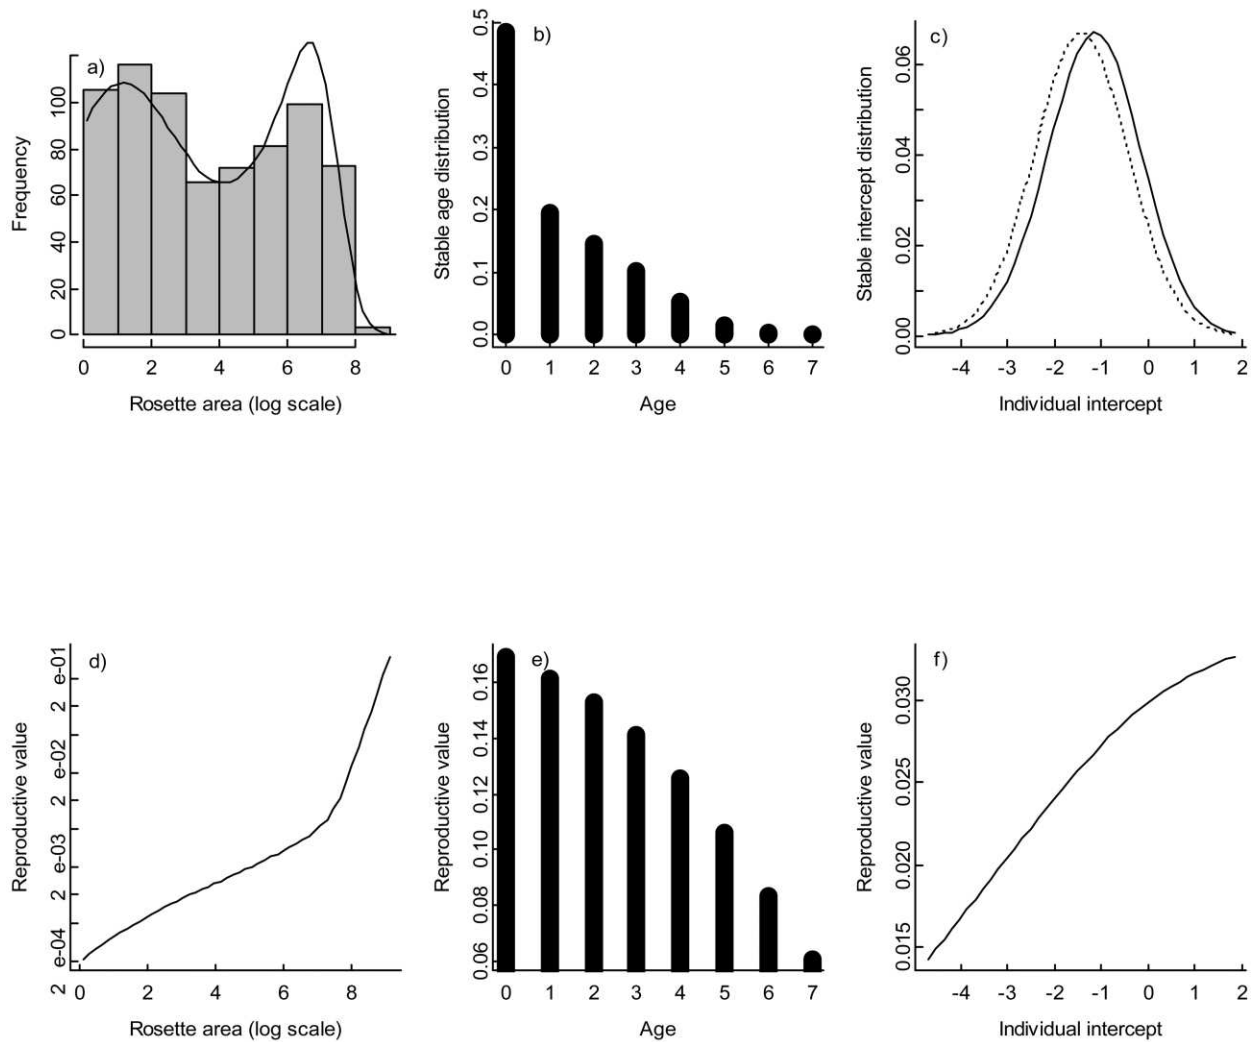 a)
Frequency
0 20 40 60 80 100
0 2 4 6 8
Rosette area (log scale)
b)
Stable age distribution
0.0 0.1 0.2 0.3 0.4 0.5
0 1 2 3 4 5 6 7
Age
c)
Stable intercept distribution
0.00 0.02 0.04 0.06
-4 -3 -2 -1 0 1 2
Individual intercept
d)
Reproductive value
2 e-04 2 e-03 2 e-02 2 e-01
0 2 4 6 8
Rosette area (log scale)
e)
Reproductive value
0.06 0.08 0.10 0.12 0.14 0.16
0 1 2 3 4 5 6 7
Age
f)
Reproductive value
0.015 0.020 0.025 0.030
-4 -3 -2 -1 0 1 2
Individual intercept